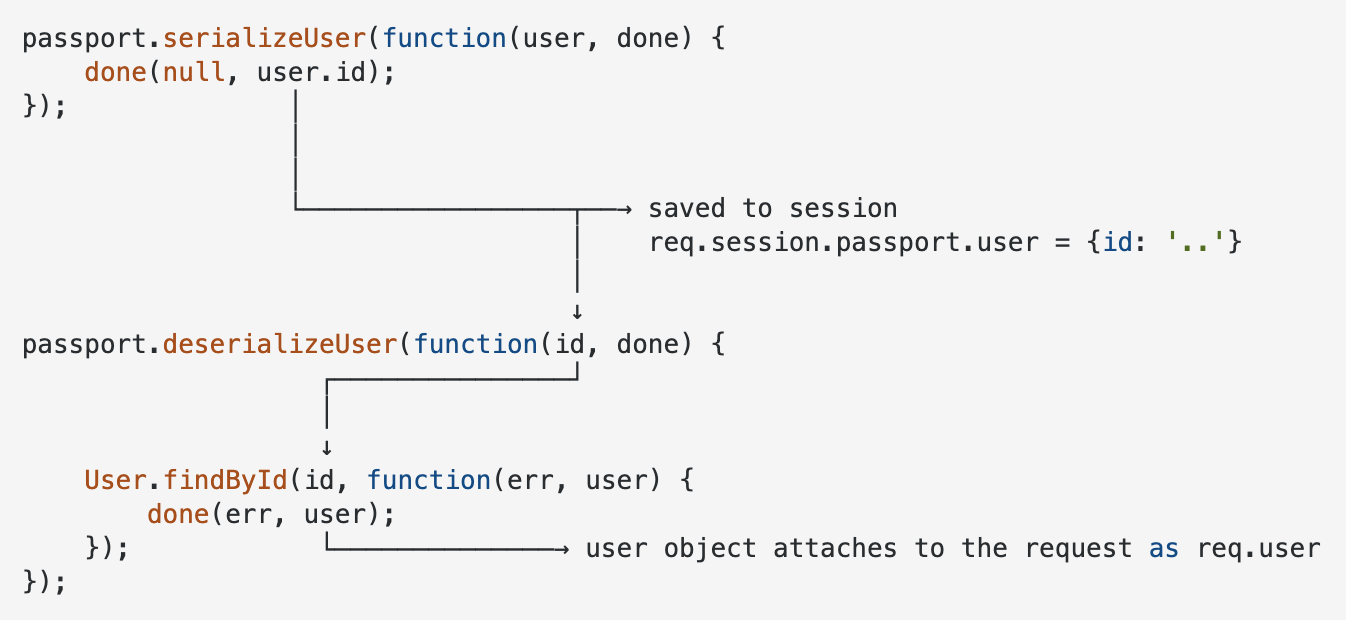 passport.serializeUser(function(user, done) {
    done(null, user.id);
});
saved to session
req.session.passport.user = {id: '..'}
passport.deserializeUser(function(id, done) {
    User.findById(id, function(err, user) {
        done(err, user);
    });
user object attaches to the request as req.user
});